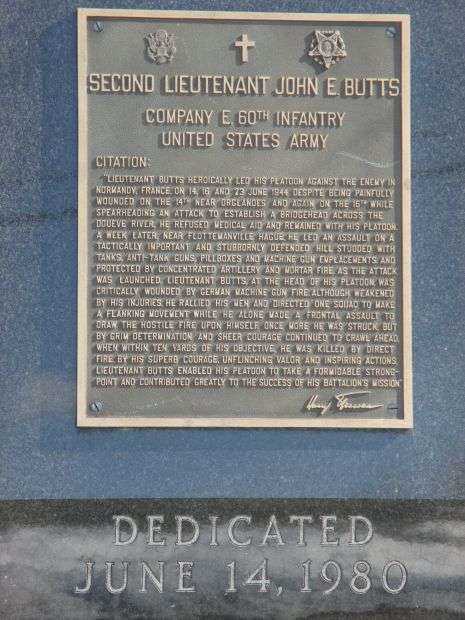 SECOND LIEUTENANT JOHN E. BUTTS
COMPANY E, 60TH INFANTRY
UNITED STATES ARMY
CITATION:
"LIEUTENANT BUTTS HEROICALLY LED HIS PLATOON AGAINST THE ENEMY IN
NORMANDY, FRANCE, ON 14, 16, AND 23 JUNE 1944. DESPITE BEING PAINFULLY
WOUNDED ON THE 14TH NEAR ORGLANDES AND AGAIN ON THE 16TH WHILE
SPEARHEADING AN ATTACK TO ESTABLISH A BRIDGEHEAD ACROSS THE
DOUEVE RIVER, HE REFUSED MEDICAL AID AND REMAINED WITH HIS PLATOON.
A WEEK LATER, NEAR FLOTTEMANVILLE HAGUE, HE LED AN ASSAULT ON A
TACTICALLY IMPORTANT AND STUBBORNLY DEFENDED HILL STUDDED WITH
TANKS, ANTI-TANK GUNS, PILLBOXES AND MACHINE GUN EMPLACEMENTS, AND
PROTECTED BY CONCENTRATED ARTILLERY AND MORTAR FIRE. AS THE ATTACK
WAS LAUNCHED, LIEUTENANT BUTTS, AT THE HEAD OF HIS PLATOON, WAS
CRITICALLY WOUNDED BY GERMAN MACHINE GUN FIRE. ALTHOUGH WEAKENED
BY HIS INJURIES, HE RALLIED HIS MEN AND DIRECTED ONE SQUAD TO MAKE
A FLANKING MOVEMENT WHILE HE ALONE MADE A FRONTAL ASSAULT TO
DRAW THE HOSTILE FIRE UPON HIMSELF. ONCE MORE HE WAS STRUCK, BUT
BY GRIM DETERMINATION AND SHEER COURAGE CONTINUED TO CRAWL AHEAD.
WHEN WITHIN TEN YARDS OF HIS OBJECTIVE, HE WAS KILLED BY DIRECT
FIRE. BY HIS SUPERB COURAGE, UNFLINCHING VALOR AND INSPIRING ACTIONS,
LIEUTENANT BUTTS ENABLED HIS PLATOON TO TAKE A FORMIDABLE STRONG-
POINT AND CONTRIBUTED GREATLY TO THE SUCCESS OF HIS BATTALION'S MISSION"
Harry Truman
DEDICATED
JUNE 14, 1980